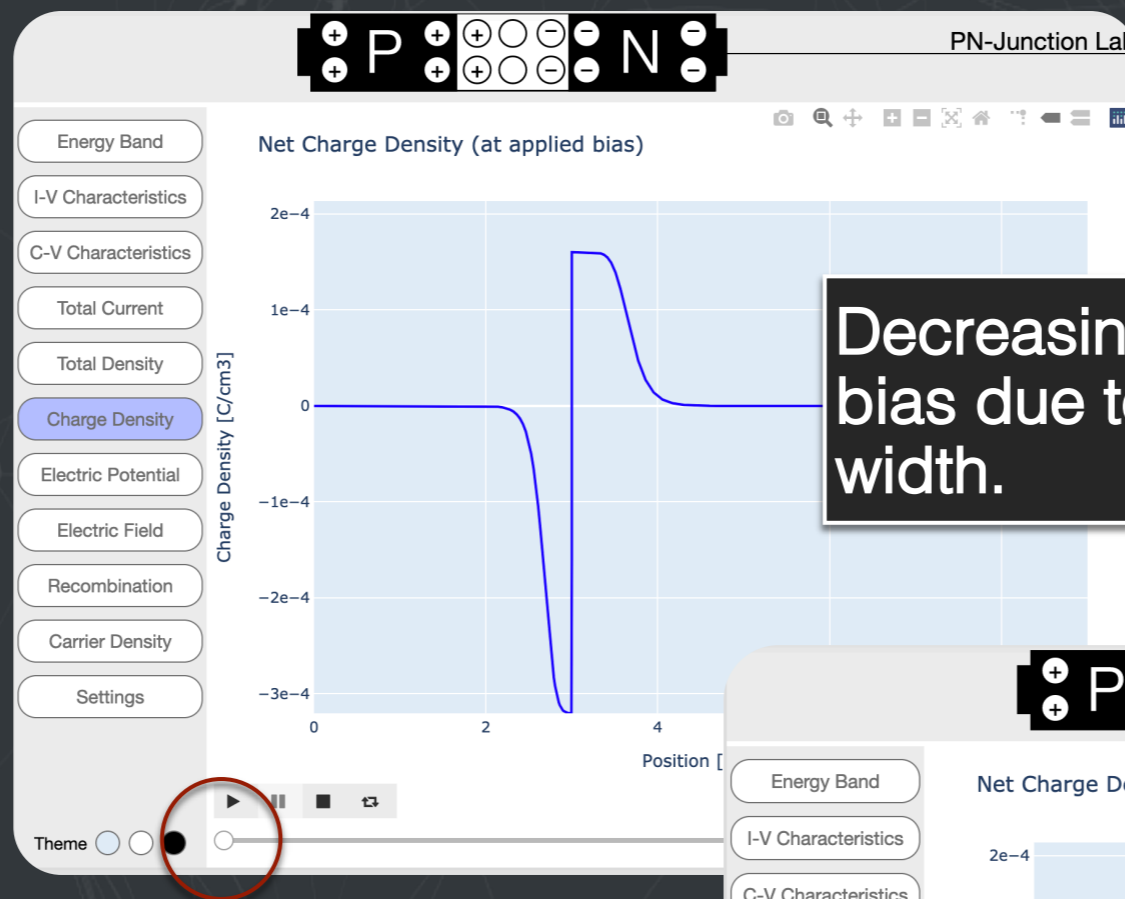 P N
PN-Junction La
Energy Band
I-V Characteristics
C-V Characteristics
Total Current
Total Density
Charge Density
Electric Potential
Electric Field
Recombination
Carrier Density
Settings
Theme
Net Charge Density (at applied bias)
Charge Density [C/cm3]
2e−4
1e−4
0
−1e−4
−2e−4
−3e−4
0 2 4
Position [
Decreasin
bias due t
width.
P
Energy Band
I-V Characteristics
C-V Characteristics
Net Charge D
2e−4